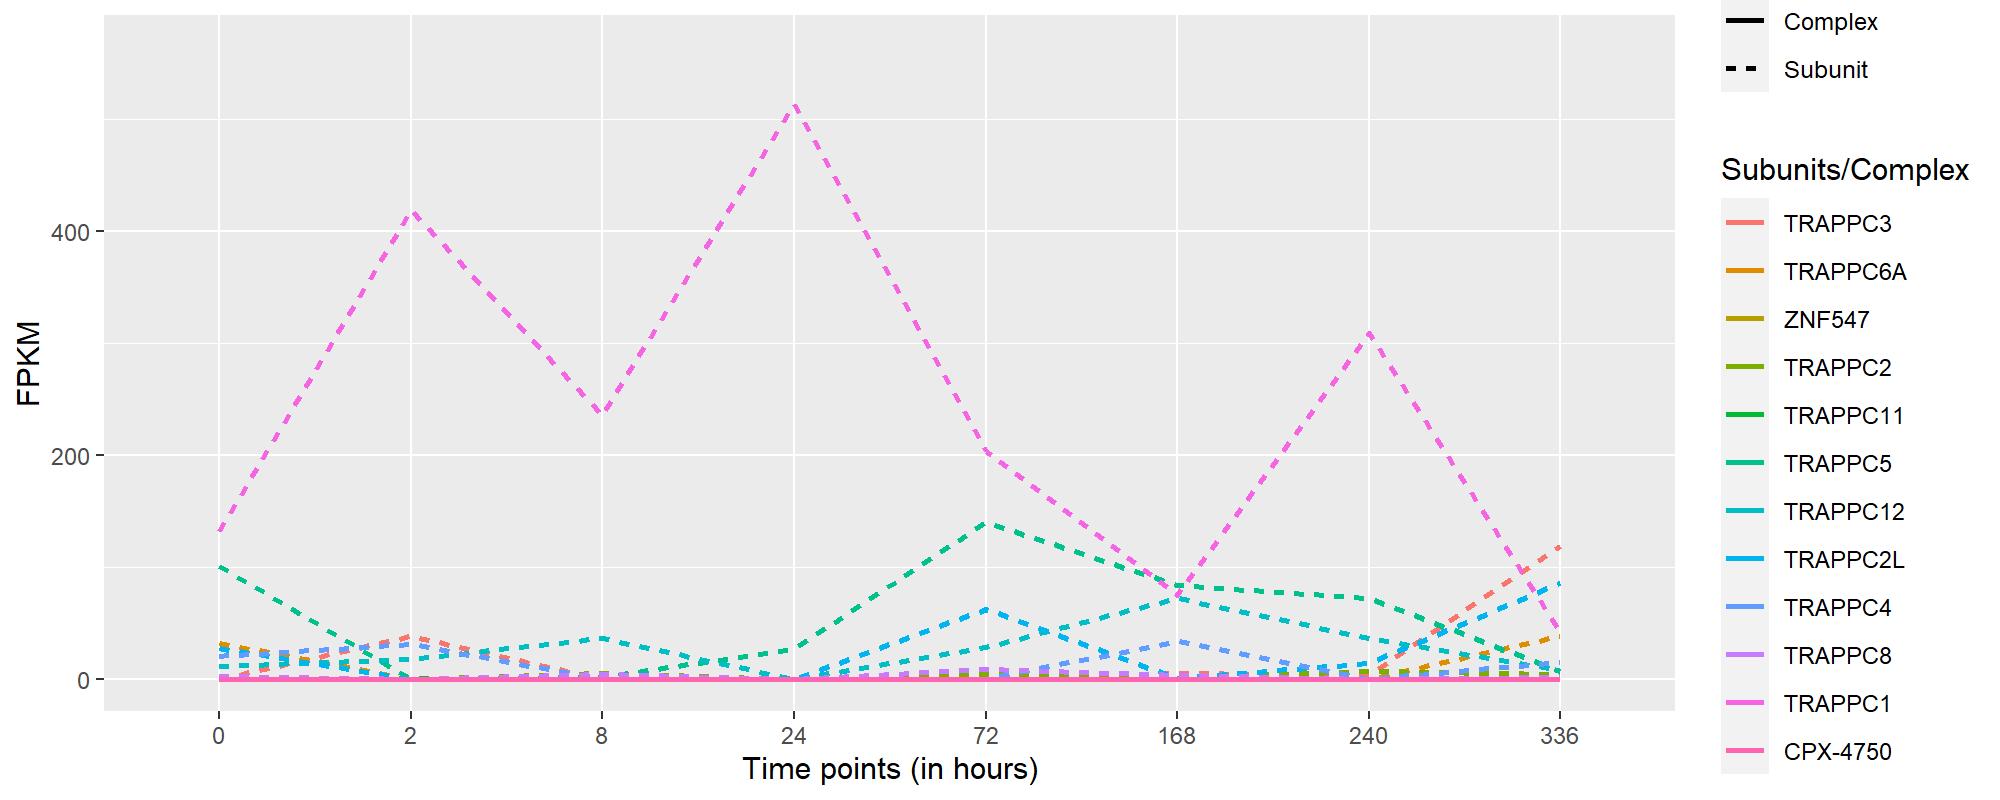 Complex
Subunit
Subunits/Complex
TRAPPC3
TRAPPC6A
ZNF547
TRAPPC2
TRAPPC11
TRAPPC5
TRAPPC12
TRAPPC2L
TRAPPC4
TRAPPC8
TRAPPC1
CPX-4750
FPKM
400
200
0
0 2 8 24 72 168 240 336
Time points (in hours)